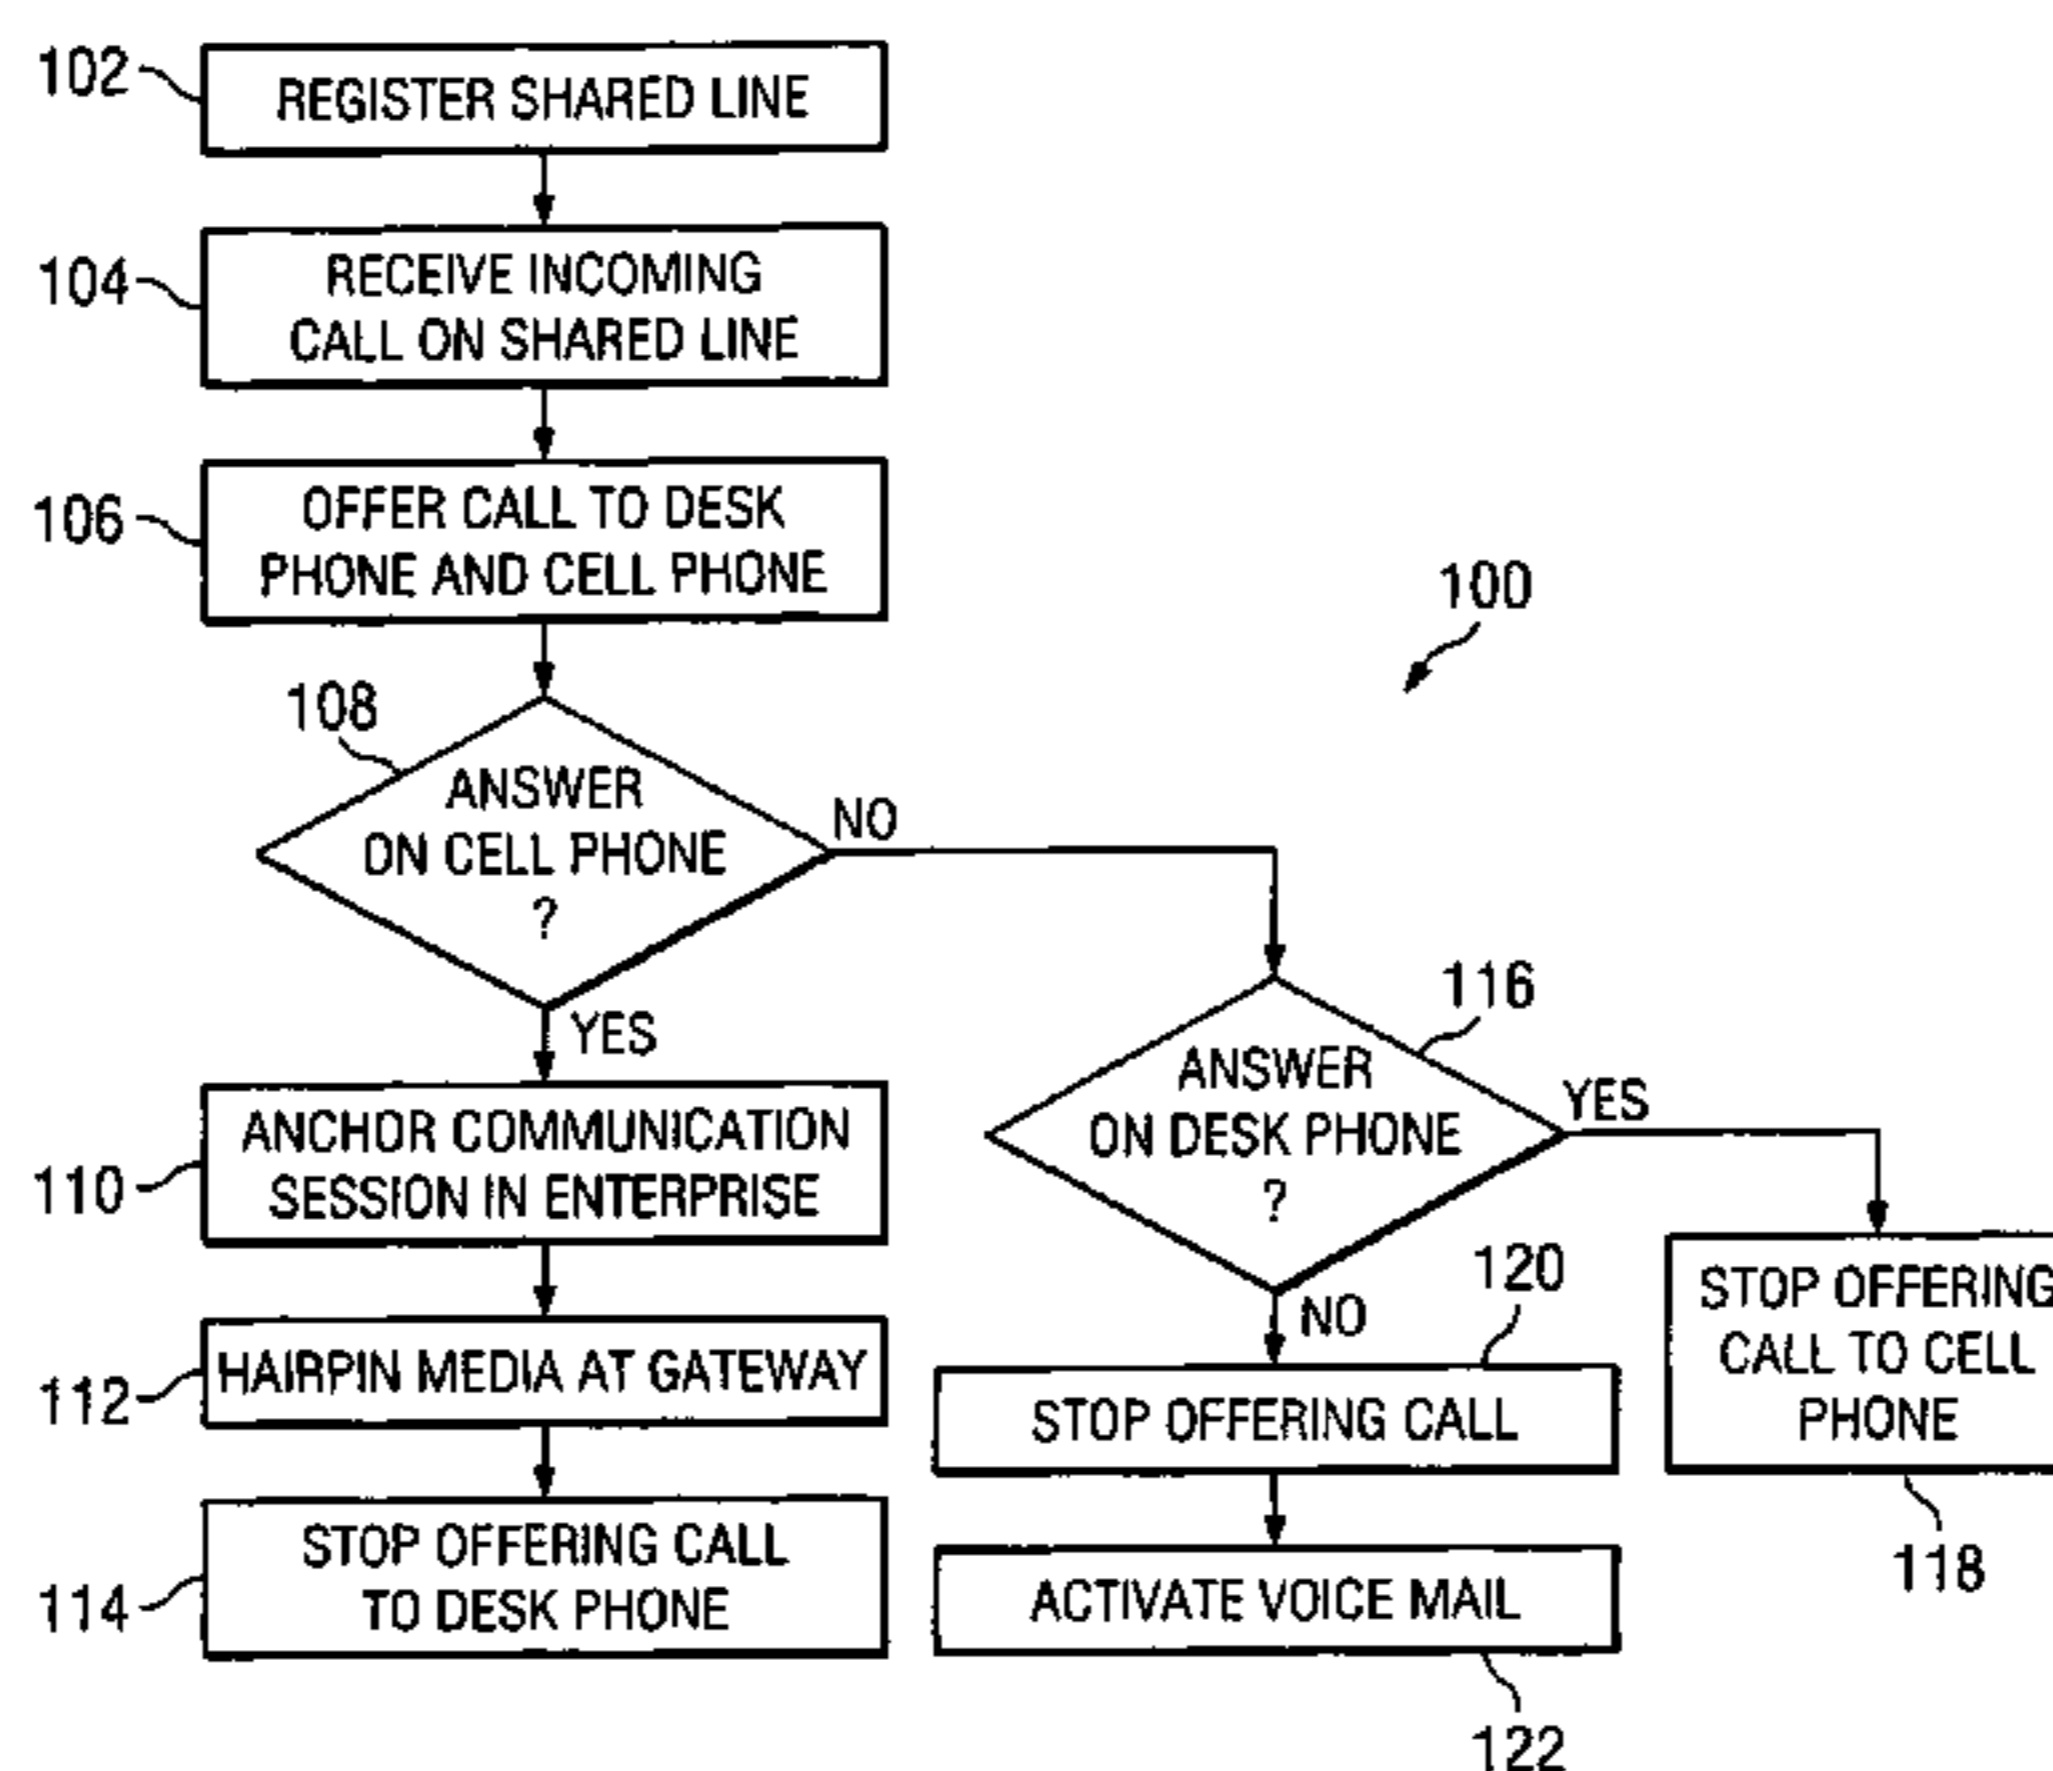 102
REGISTER SHARED LINE
104
RECEIVE INCOMING
CALL ON SHARED LINE
106
OFFER CALL TO DESK
PHONE AND CELL PHONE
100
108
ANSWER
ON CELL PHONE
?
NO
YES
116
ANSWER
ON DESK PHONE
?
YES
NO
110
ANCHOR COMMUNICATION
SESSION IN ENTERPRISE
112
HAIRPIN MEDIA AT GATEWAY
114
STOP OFFERING CALL
TO DESK PHONE
120
STOP OFFERING CALL
ACTIVATE VOICE MAIL
122
STOP OFFERING
CALL TO CELL
PHONE
118